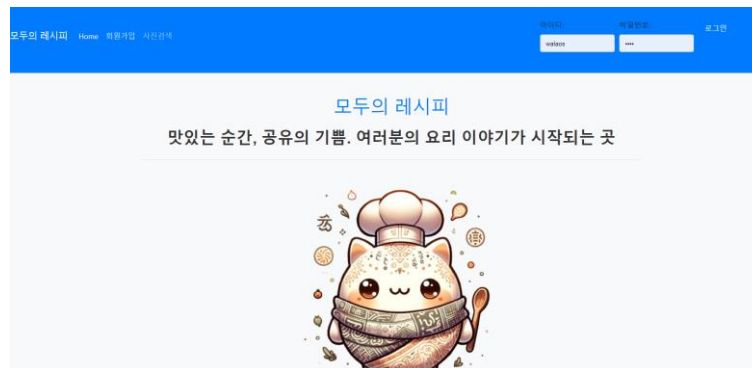 모두의 레시피 Home 회원가입 사진검색
아이디:
비밀번호:
로그인
walaos
••••
모두의 레시피
맛있는 순간, 공유의 기쁨. 여러분의 요리 이야기가 시작되는 곳